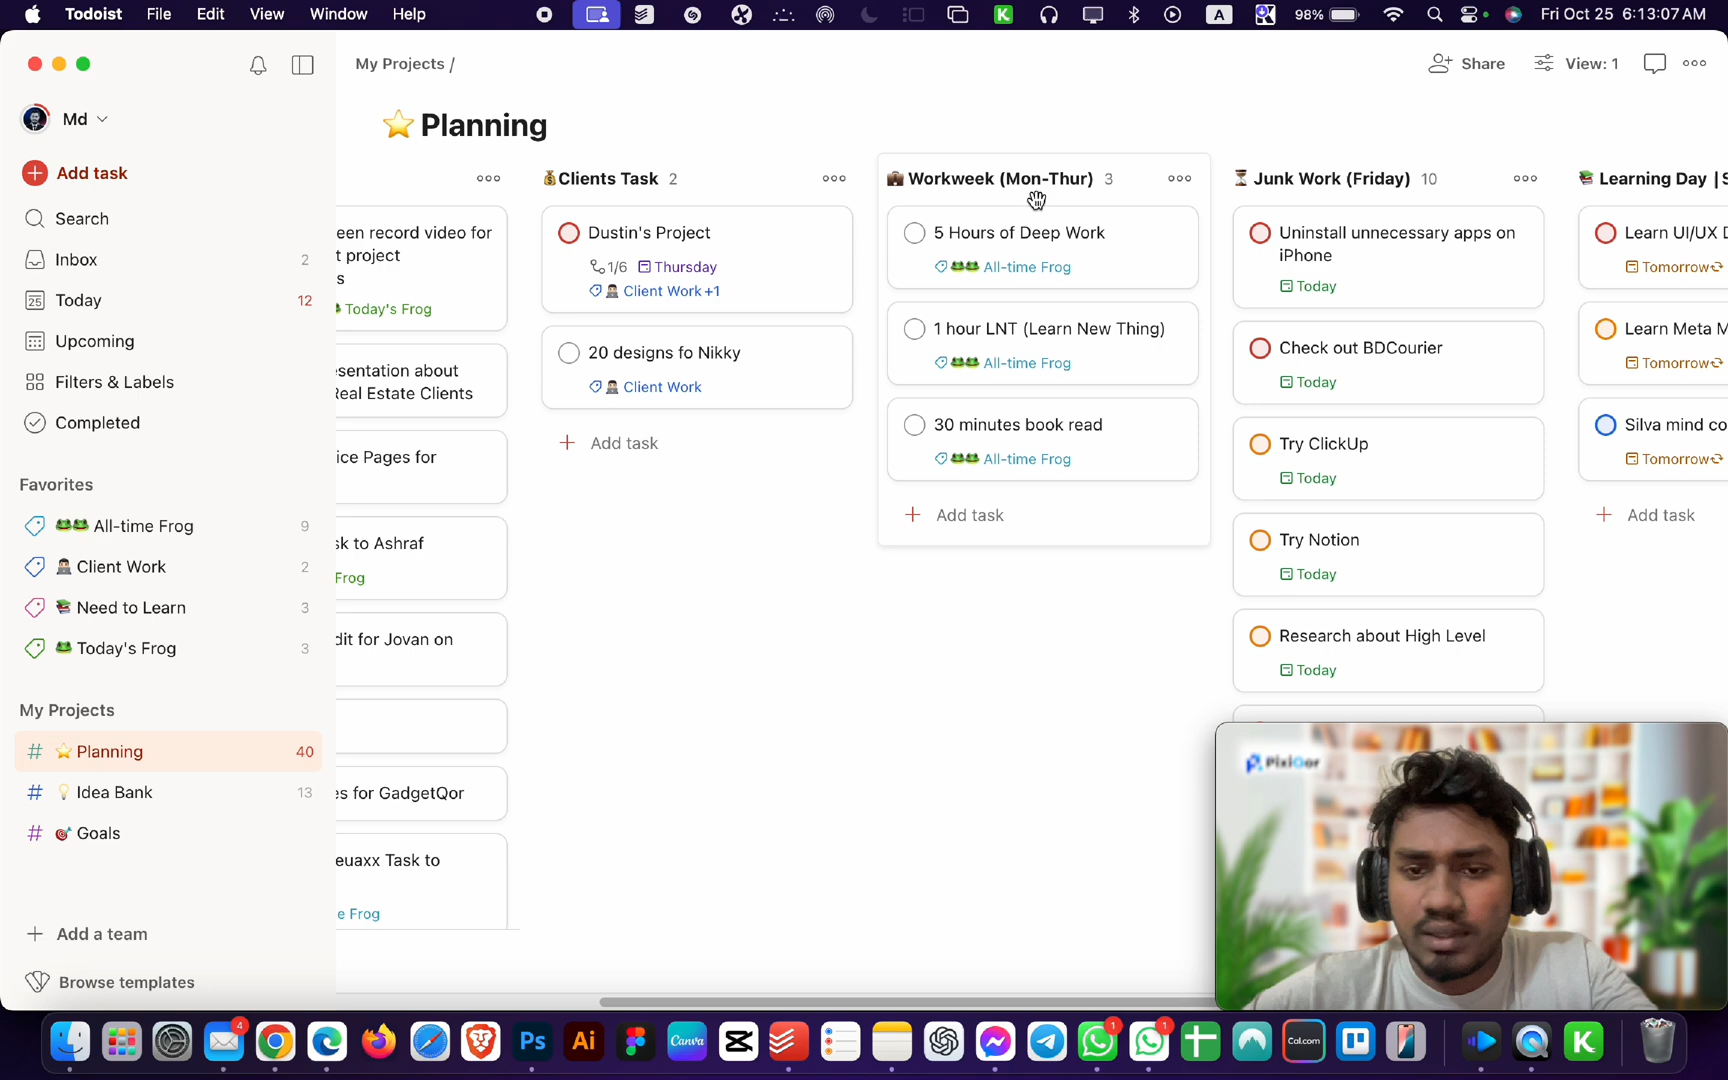 Todoist File Edit View Window Help
98%
Fri Oct 25 6:13:07 AM
My Projects /
Share
View: 1
Md
Add task
Search
Inbox 2
Today 12
Upcoming
Filters & Labels
Completed
Favorites
All-time Frog 9
Client Work 2
Need to Learn 3
Today's Frog 3
My Projects
# Planning 40
# Idea Bank 13
# Goals
Add a team
Browse templates
Planning
een record video for
t project
s
Today's Frog
esentation about
Real Estate Clients
ice Pages for
sk to Ashraf
Frog
dit for Jovan on
es for GadgetQor
euaxx Task to
e Frog
Clients Task 2
Dustin's Project
1/6 Thursday
Client Work +1
20 designs fo Nikky
Client Work
Add task
Workweek (Mon-Thur) 3
5 Hours of Deep Work
All-time Frog
1 hour LNT (Learn New Thing)
All-time Frog
30 minutes book read
All-time Frog
Add task
Junk Work (Friday) 10
Uninstall unnecessary apps on
iPhone
Today
Check out BDCourier
Today
Try ClickUp
Today
Try Notion
Today
Research about High Level
Today
Learning Day | S
Learn UI/UX D
Tomorrow
Learn Meta M
Tomorrow
Silva mind co
Tomorrow
Add task
PixiQor
4
Ps
Ai
Canva
1
1
Cal.com
K